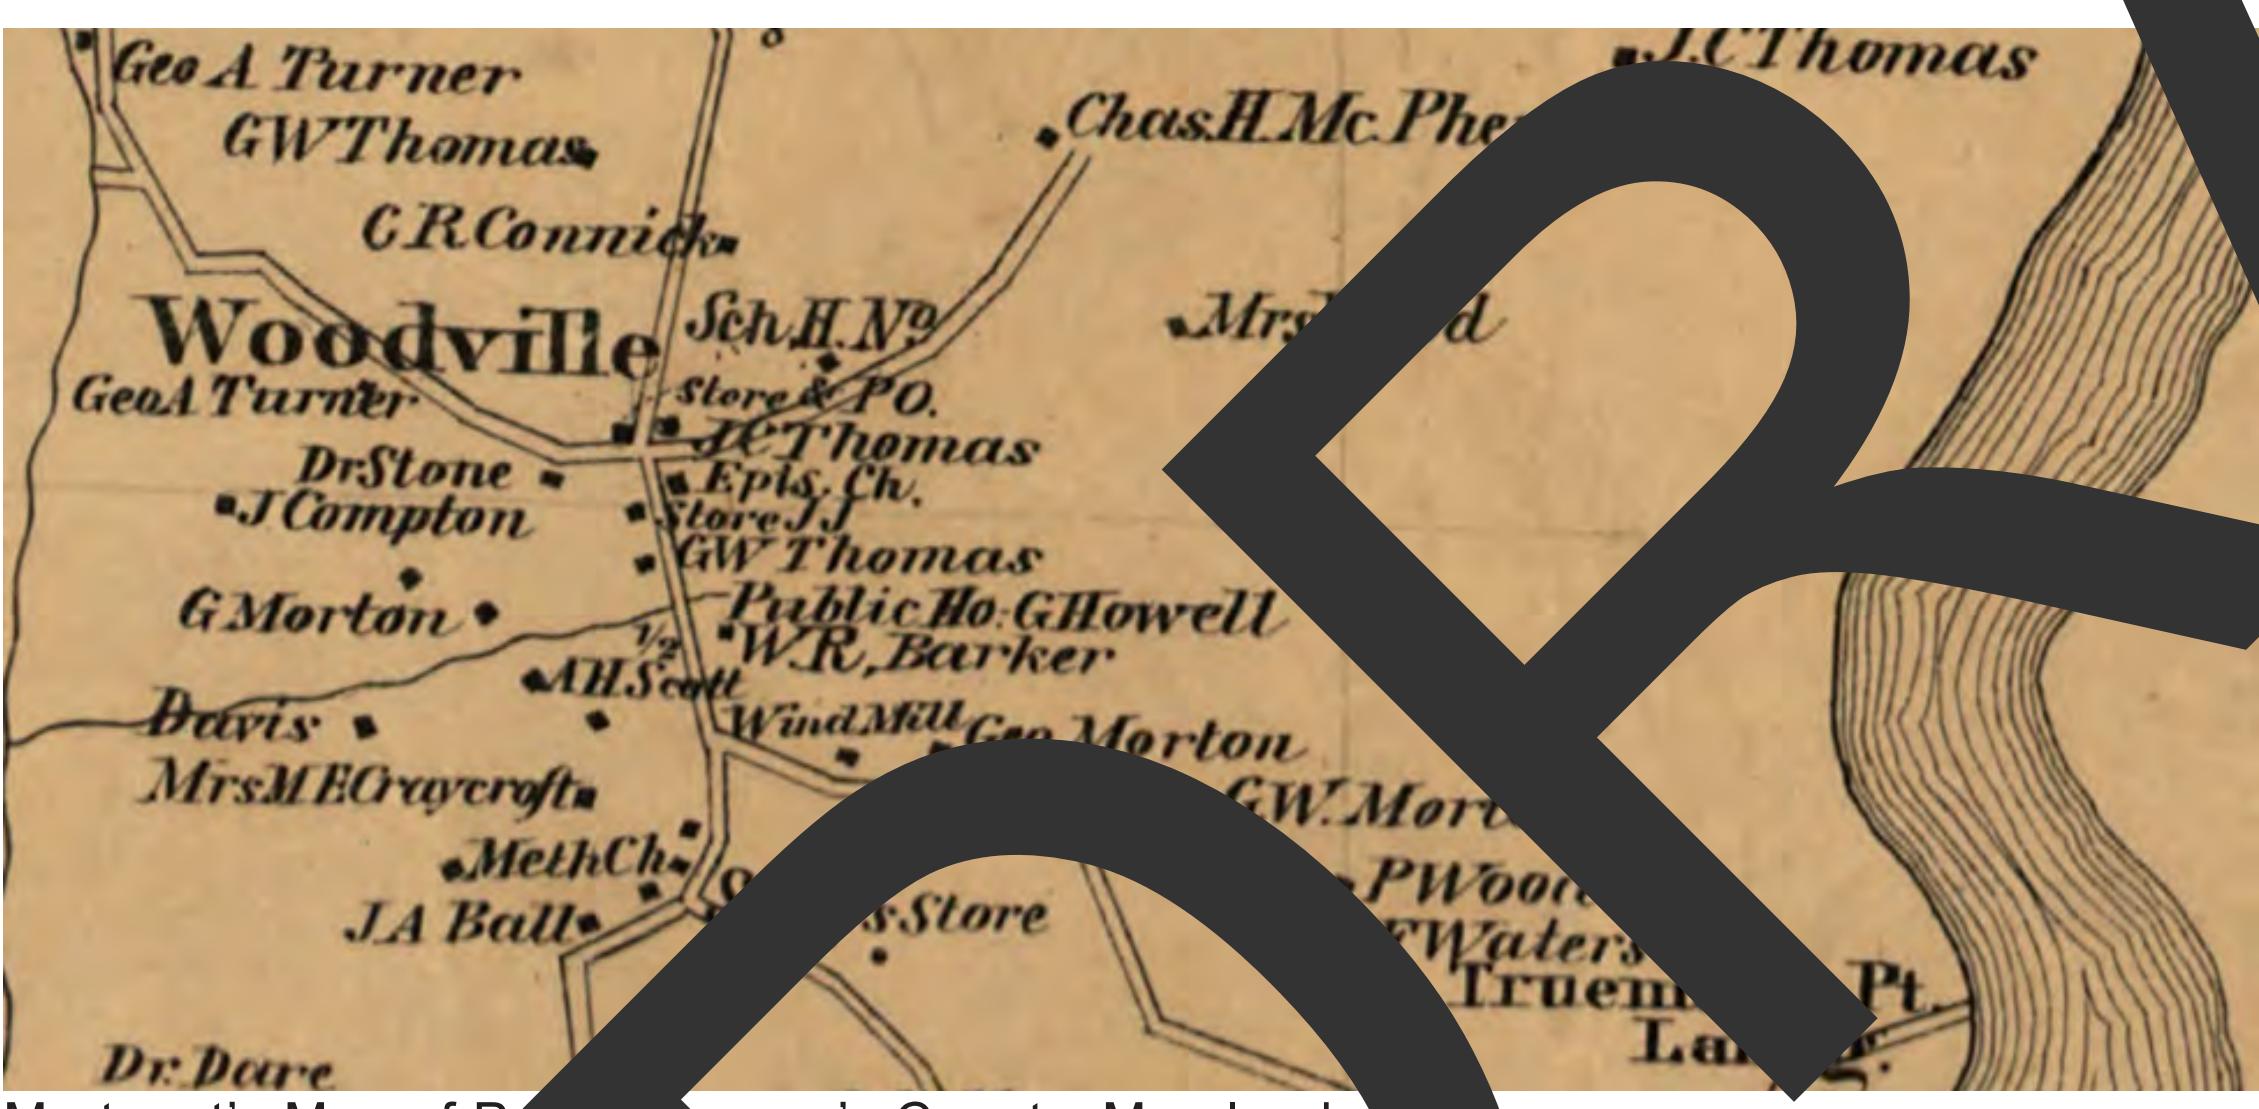 J.C Thomas
Geo A Turner
Chas. H. Mc. Phe
GW Thomas
C R Connick
Woodville
Sch. H. No.
Mrs
Store & P O.
Geo A Turner
J C Thomas
Dr Stone
Epis. Ch.
J Compton
Store J J
GW Thomas
G Morton
Public Ho: G Howell
1/2
W. R, Barker
A H Scott
Davis
Wind Mill
Geo Morton
Mrs M E Craycroft
G. W. Mort
Meth Ch.
P Wood
J A Ball
s Store
F Waters
Truem Pt.
La
Dr. Dare